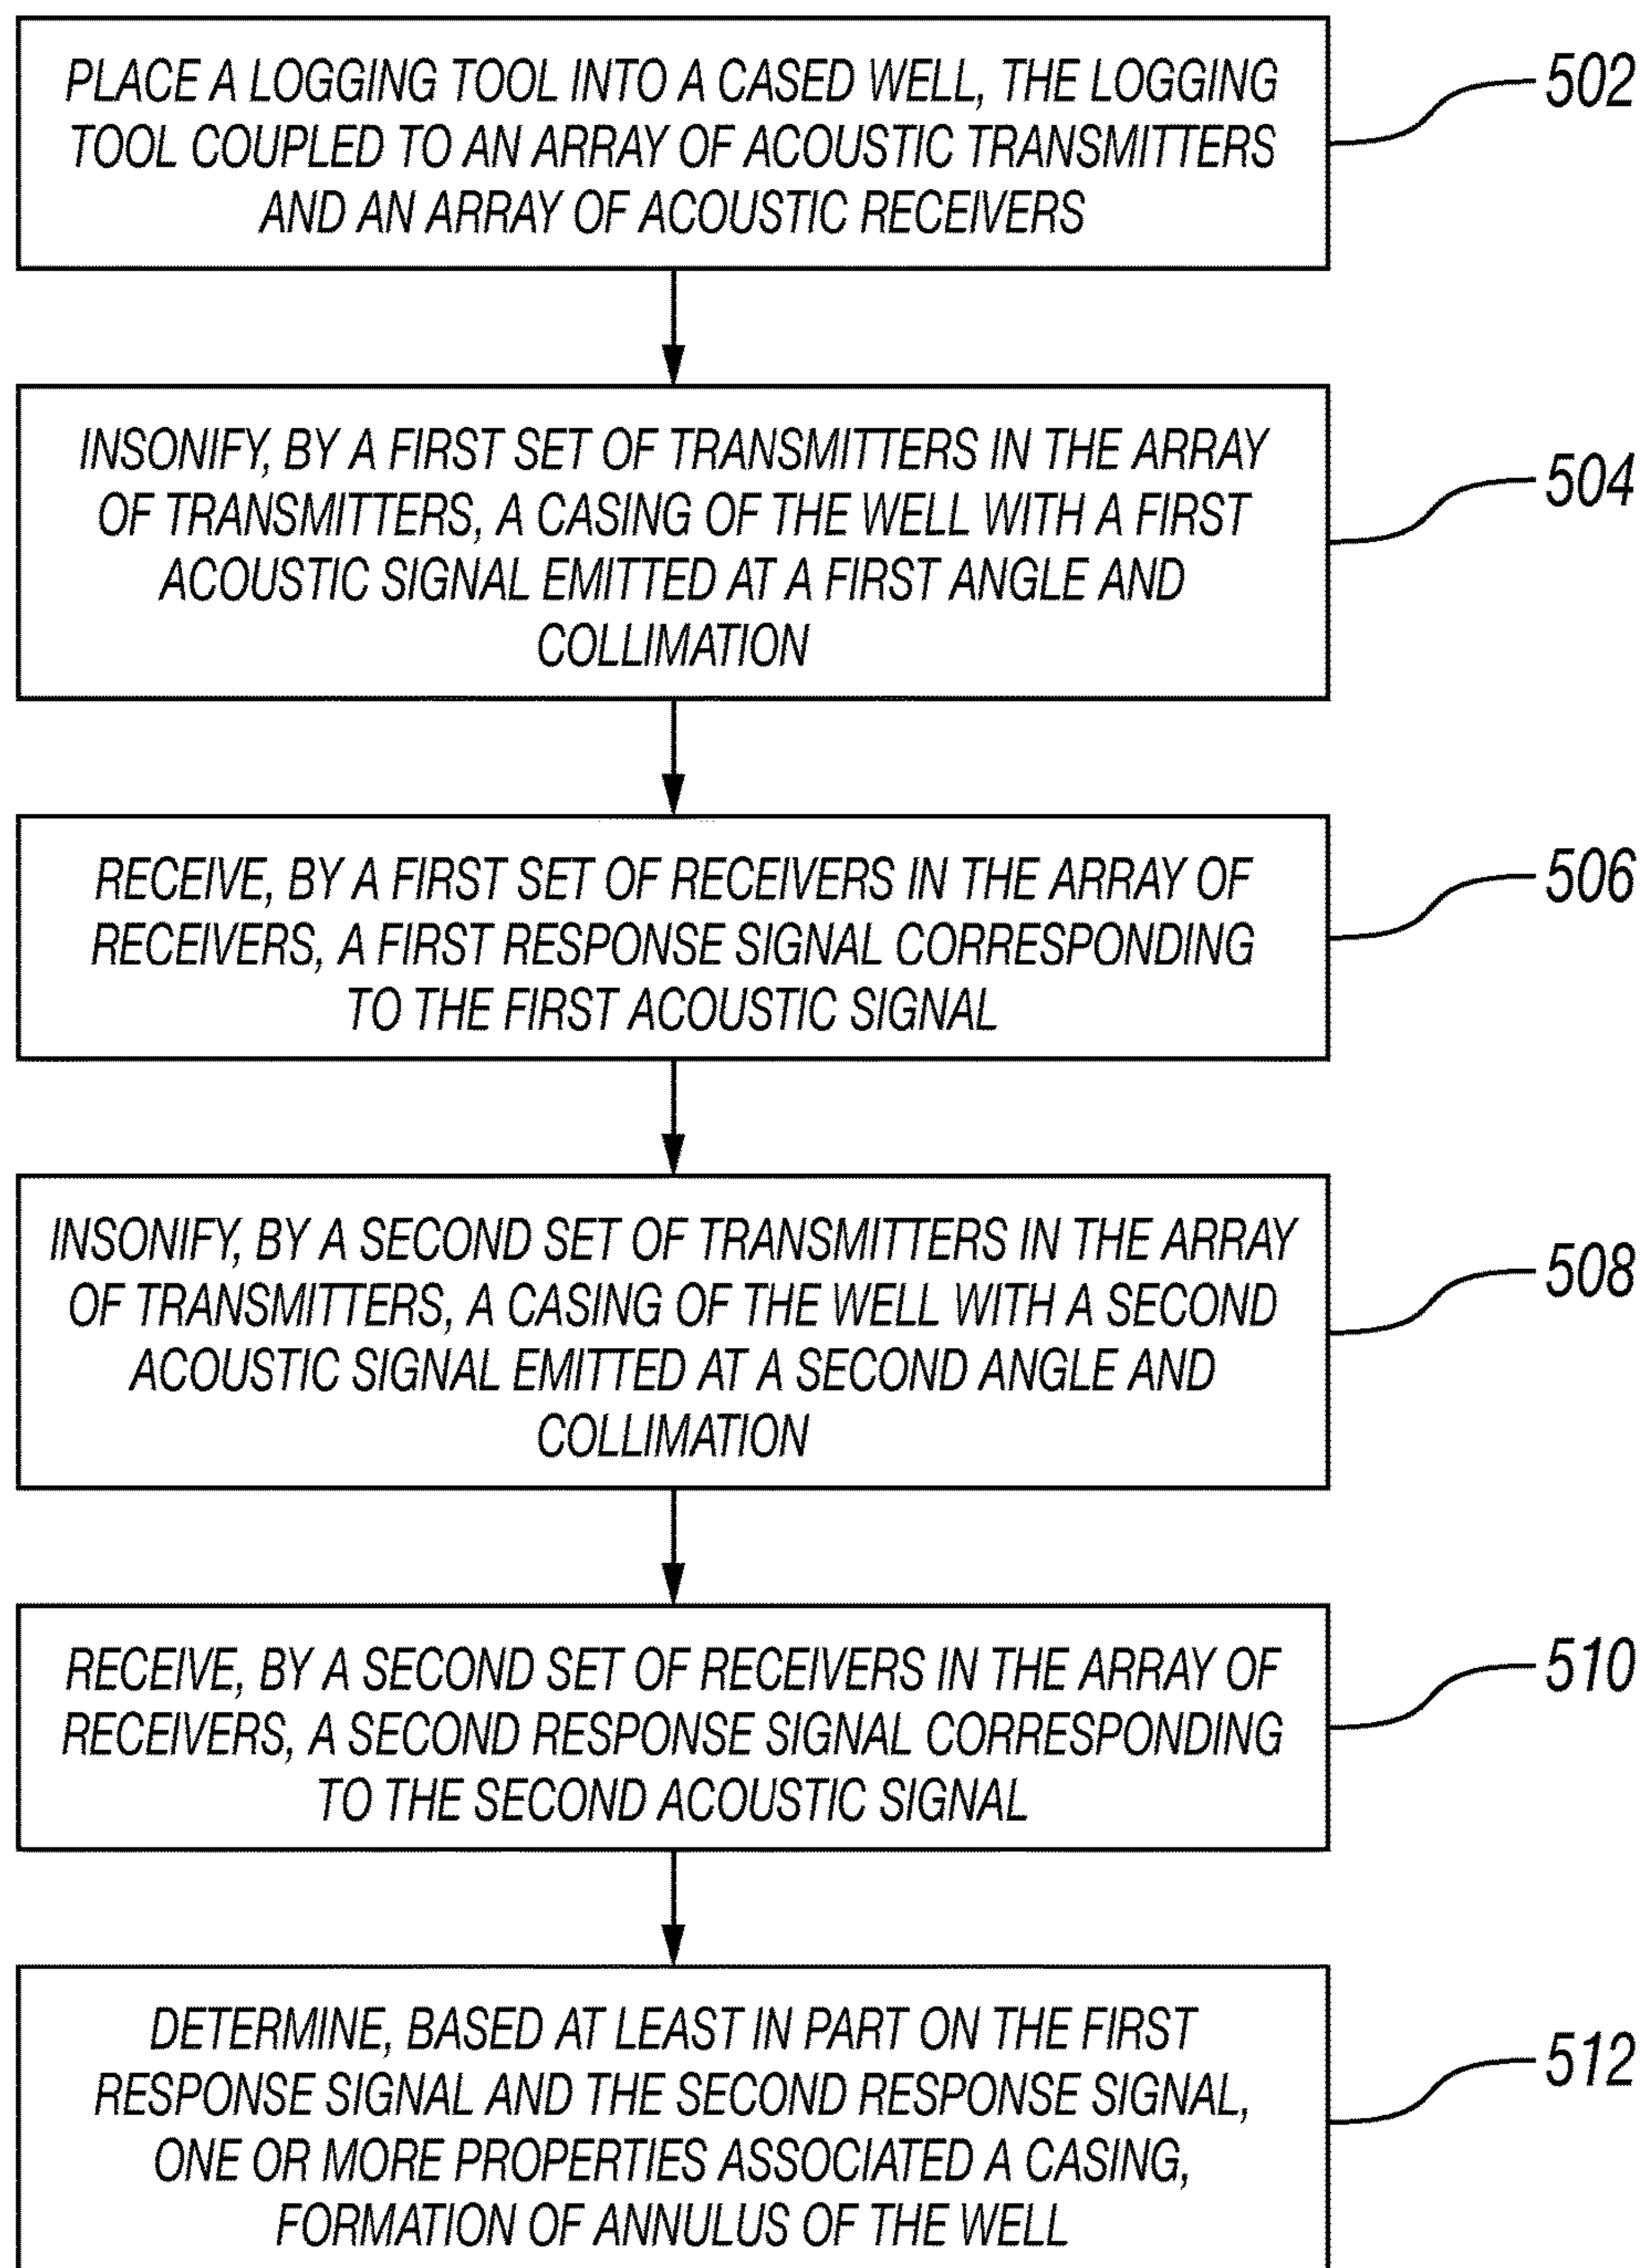 PLACE A LOGGING TOOL INTO A CASED WELL, THE LOGGING
TOOL COUPLED TO AN ARRAY OF ACOUSTIC TRANSMITTERS
AND AN ARRAY OF ACOUSTIC RECEIVERS
502
INSONIFY, BY A FIRST SET OF TRANSMITTERS IN THE ARRAY
OF TRANSMITTERS, A CASING OF THE WELL WITH A FIRST
ACOUSTIC SIGNAL EMITTED AT A FIRST ANGLE AND
COLLIMATION
504
RECEIVE, BY A FIRST SET OF RECEIVERS IN THE ARRAY OF
RECEIVERS, A FIRST RESPONSE SIGNAL CORRESPONDING
TO THE FIRST ACOUSTIC SIGNAL
506
INSONIFY, BY A SECOND SET OF TRANSMITTERS IN THE ARRAY
OF TRANSMITTERS, A CASING OF THE WELL WITH A SECOND
ACOUSTIC SIGNAL EMITTED AT A SECOND ANGLE AND
COLLIMATION
508
RECEIVE, BY A SECOND SET OF RECEIVERS IN THE ARRAY OF
RECEIVERS, A SECOND RESPONSE SIGNAL CORRESPONDING
TO THE SECOND ACOUSTIC SIGNAL
510
DETERMINE, BASED AT LEAST IN PART ON THE FIRST
RESPONSE SIGNAL AND THE SECOND RESPONSE SIGNAL,
ONE OR MORE PROPERTIES ASSOCIATED A CASING,
FORMATION OF ANNULUS OF THE WELL
512